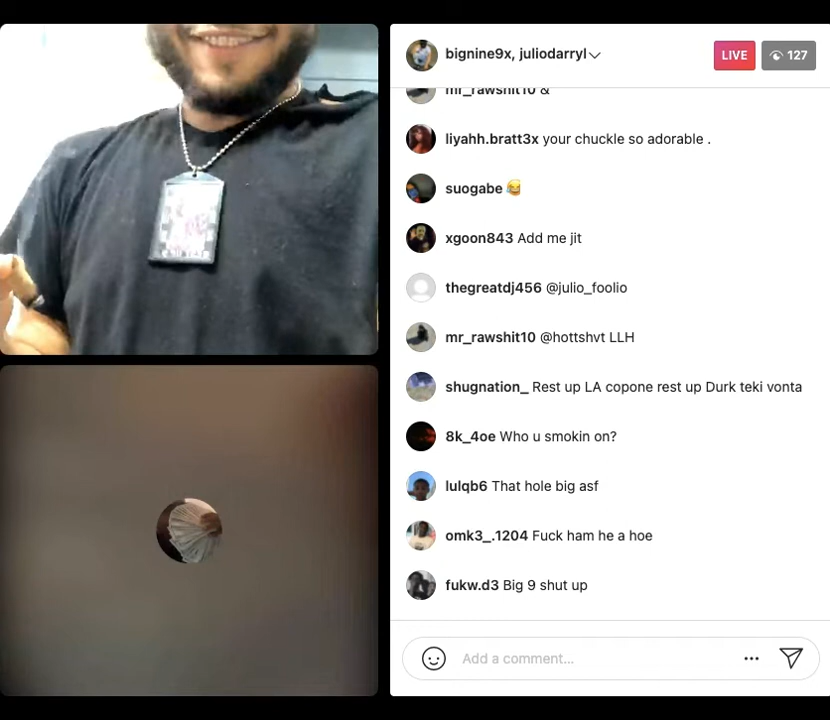 bignine9x, juliodarryl
LIVE
127
mr_rawshit10 &
liyahh.bratt3x your chuckle so adorable .
suogabe 😂
xgoon843 Add me jit
thegreatdj456 @julio_foolio
mr_rawshit10 @hottshvt LLH
shugnation_ Rest up LA copone rest up Durk teki vonta
8k_4oe Who u smokin on?
lulqb6 That hole big asf
omk3_.1204 Fuck ham he a hoe
fukw.d3 Big 9 shut up
Add a comment...